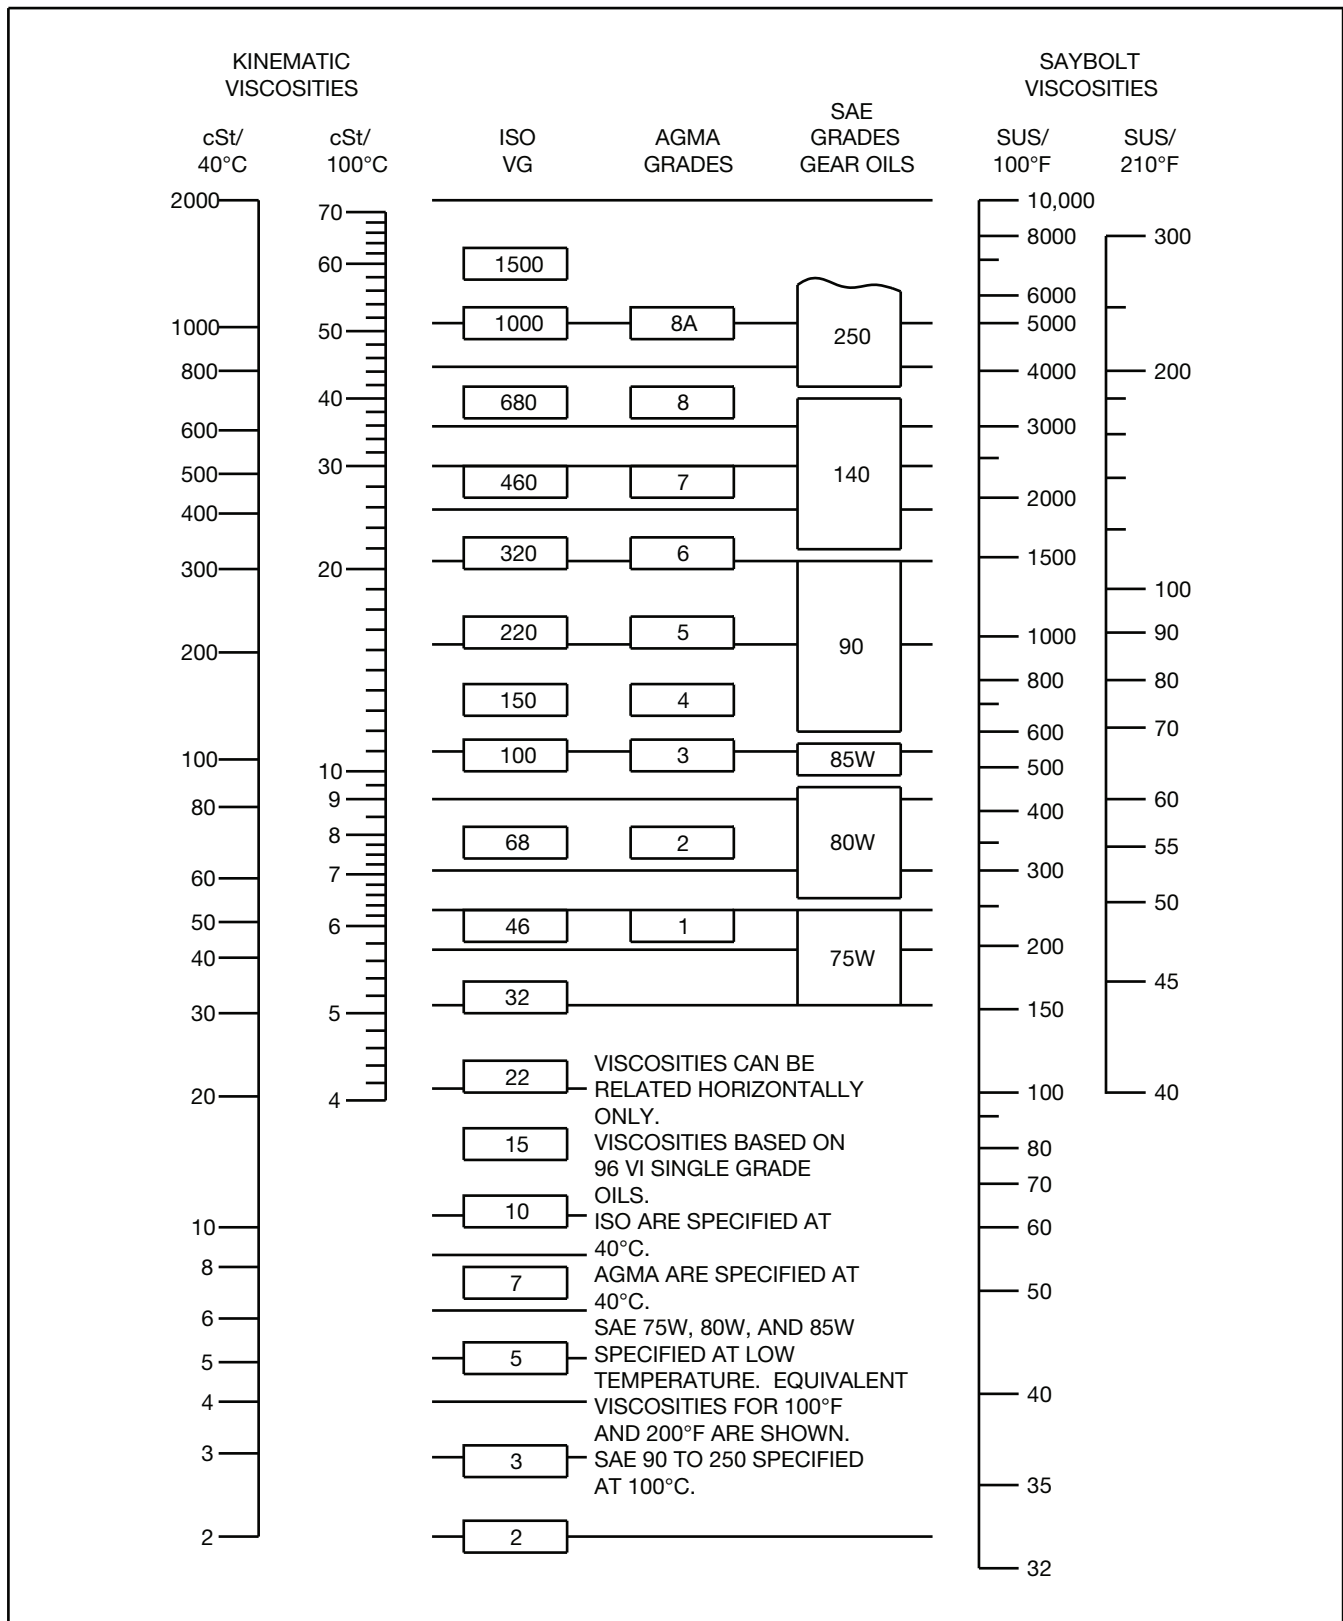 KINEMATIC
VISCOSITIES
SAYBOLT
VISCOSITIES
cSt/
40°C
cSt/
100°C
ISO
VG
AGMA
GRADES
SAE
GRADES
GEAR OILS
SUS/
100°F
SUS/
210°F
2000
1000
800
600
500
400
300
200
100
80
60
50
40
30
20
10
8
6
5
4
3
2
70
60
50
40
30
20
10
9
8
7
6
5
4
1500
1000
680
460
320
220
150
100
68
46
32
22
15
10
7
5
3
2
8A
8
7
6
5
4
3
2
1
250
140
90
85W
80W
75W
VISCOSITIES CAN BE
RELATED HORIZONTALLY
ONLY.
VISCOSITIES BASED ON
96 VI SINGLE GRADE
OILS.
ISO ARE SPECIFIED AT
40°C.
AGMA ARE SPECIFIED AT
40°C.
SAE 75W, 80W, AND 85W
SPECIFIED AT LOW
TEMPERATURE. EQUIVALENT
VISCOSITIES FOR 100°F
AND 200°F ARE SHOWN.
SAE 90 TO 250 SPECIFIED
AT 100°C.
10,000
8000
6000
5000
4000
3000
2000
1500
1000
800
600
500
400
300
200
150
100
80
70
60
50
40
35
32
300
200
100
90
80
70
60
55
50
45
40